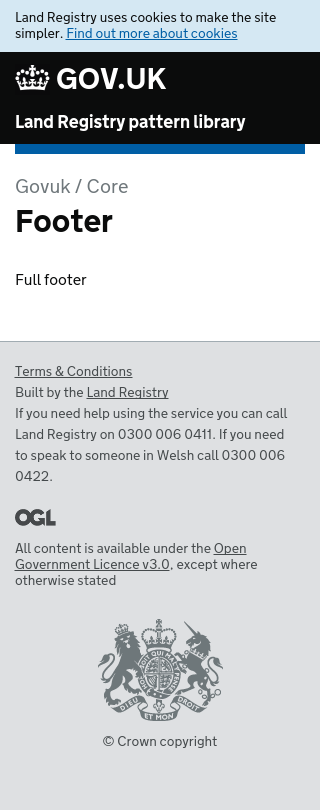 Land Registry uses cookies to make the site
simpler. Find out more about cookies
GOV.UK
Land Registry pattern library
Govuk / Core
Footer
Full footer
Terms & Conditions
Built by the Land Registry
If you need help using the service you can call
Land Registry on 0300 006 0411. If you need
to speak to someone in Welsh call 0300 006
0422.
OGL
All content is available under the Open
Government Licence v3.0, except where
otherwise stated
DIEU ET MON
© Crown copyright